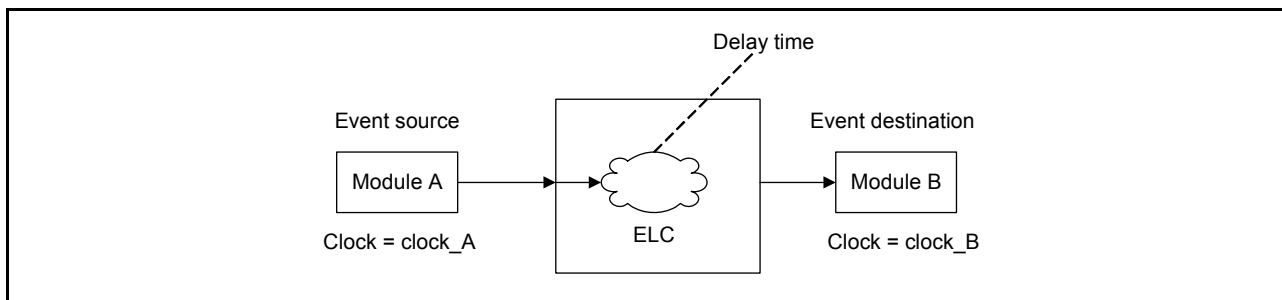 Delay time
Event source
Event destination
Module A
Module B
ELC
Clock = clock_A
Clock = clock_B